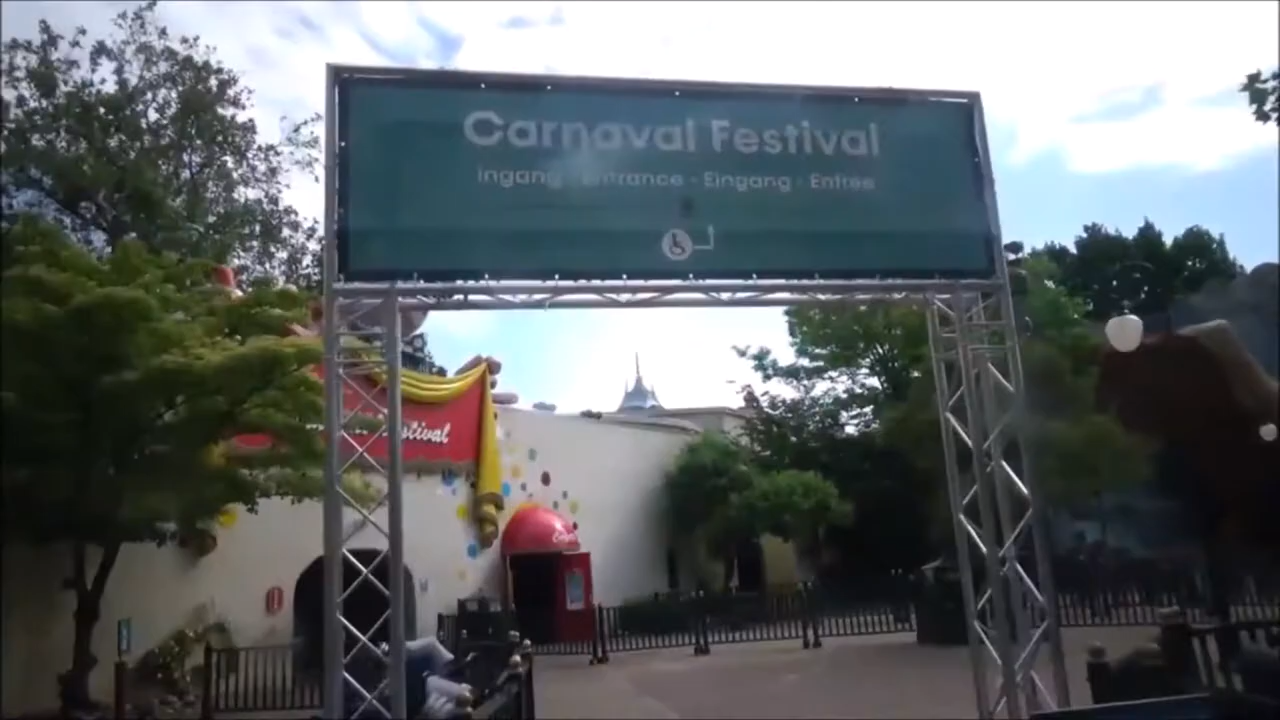 Carnaval Festival
ingang - Entrance - Eingang - Entree
Festival